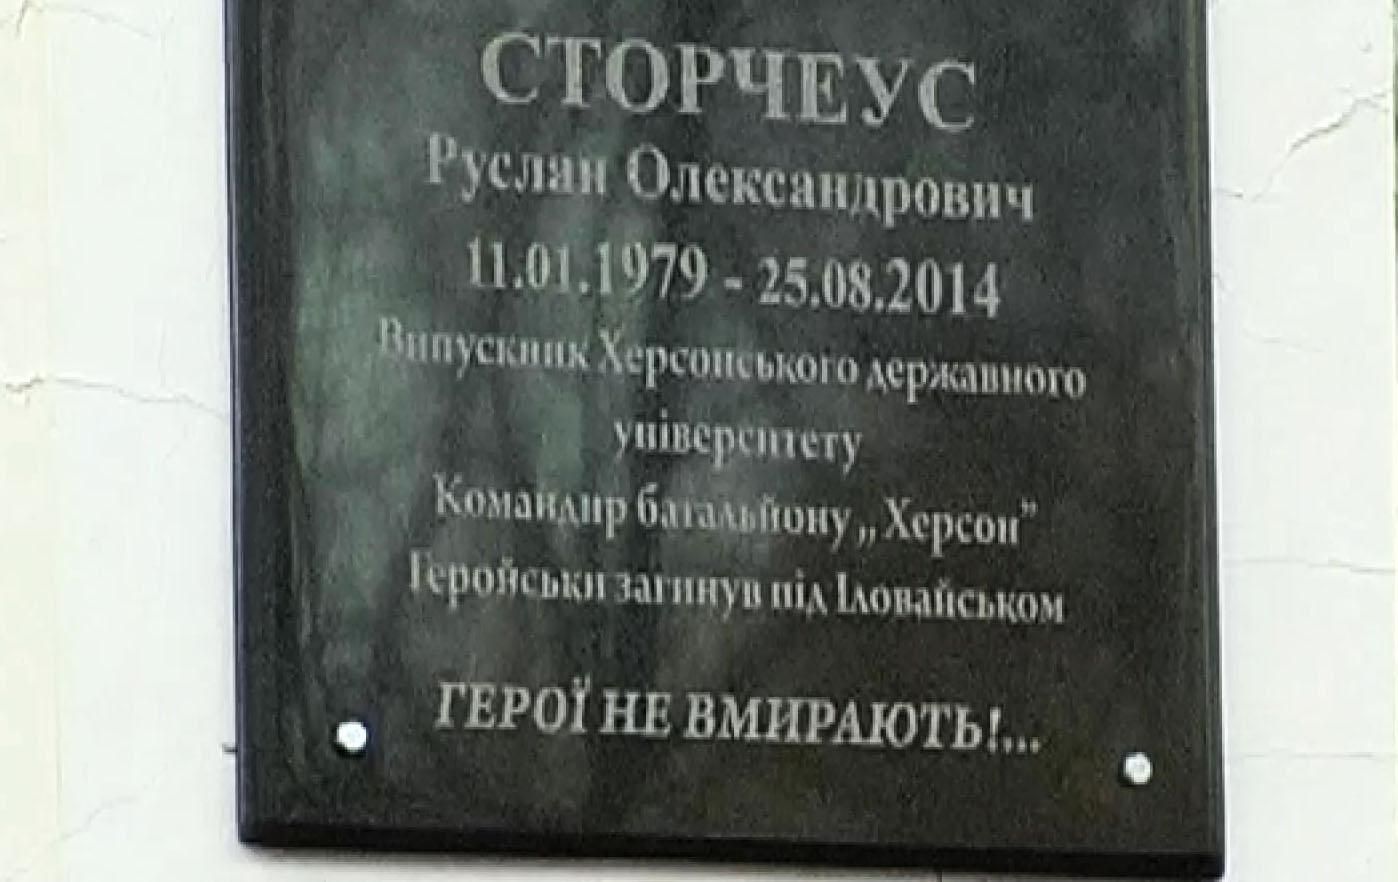 СТОРЧЕУС
Руслан Олександрович
11.01.1979 - 25.08.2014
Випускник Херсонського державного
університету
Командир батальйону „Херсон”
Геройськи загинув під Іловайськом
ГЕРОЇ НЕ ВМИРАЮТЬ!...